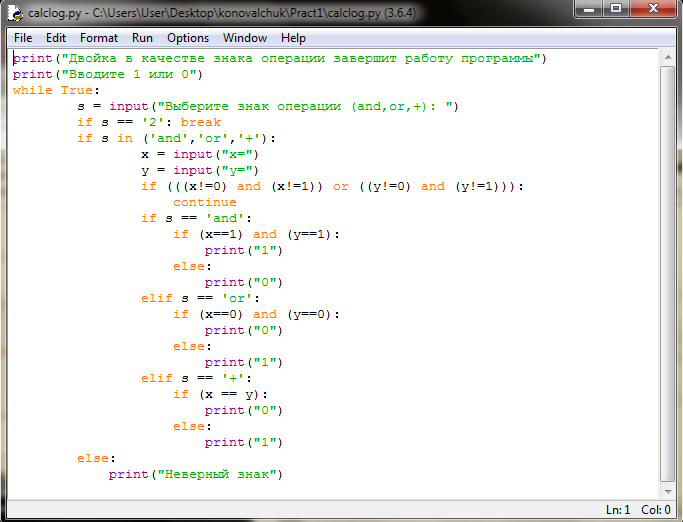 calclog.py - C:\Users\User\Desktop\konovalchuk\Pract1\calclog.py (3.6.4)
File Edit Format Run Options Window Help
print("Двойка в качестве знака операции завершит работу программы")
print("Вводите 1 или 0")
while True:
        s = input("Выберите знак операции (and,or,+): ")
        if s == '2': break
        if s in ('and','or','+'):
                x = input("x=")
                y = input("y=")
                if (((x!=0) and (x!=1)) or ((y!=0) and (y!=1))):
                    continue
                if s == 'and':
                    if (x==1) and (y==1):
                        print("1")
                    else:
                        print("0")
                elif s == 'or':
                    if (x==0) and (y==0):
                        print("0")
                    else:
                        print("1")
                elif s == '+':
                    if (x == y):
                        print("0")
                    else:
                        print("1")
        else:
            print("Неверный знак")
Ln: 1 Col: 0